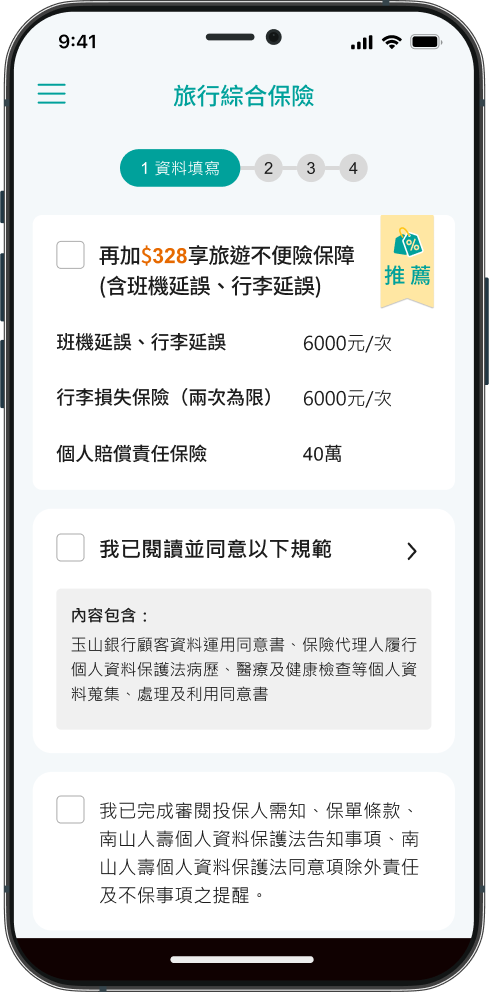 9:41
旅行綜合保險
1 資料填寫 2 3 4
再加$328享旅遊不便險保障
(含班機延誤、行李延誤)
推薦
班機延誤、行李延誤 6000元/次
行李損失保險（兩次為限） 6000元/次
個人賠償責任保險 40萬
我已閱讀並同意以下規範
內容包含：
玉山銀行顧客資料運用同意書、保險代理人履行
個人資料保護法病歷、醫療及健康檢查等個人資
料蒐集、處理及利用同意書
我已完成審閱投保人需知、保單條款、
南山人壽個人資料保護法告知事項、南
山人壽個人資料保護法同意項除外責任
及不保事項之提醒。